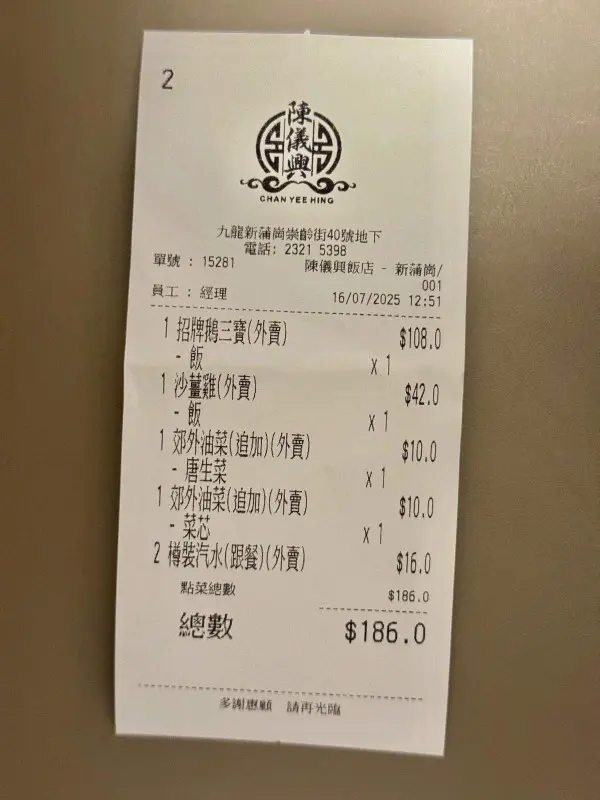 2
陳儀興
CHAN YEE HING
九龍新蒲崗崇齡街40號地下
電話: 2321 5398
單號 : 15281
陳儀興飯店 - 新蒲崗/
001
員工 : 經理 16/07/2025 12:51
1 招牌鵝三寶(外賣) $108.0
- 飯 x 1
1 沙薑雞(外賣) $42.0
- 飯 x 1
1 郊外油菜(追加)(外賣) $10.0
- 唐生菜 x 1
1 郊外油菜(追加)(外賣) $10.0
- 菜芯 x 1
2 樽裝汽水(跟餐)(外賣) $16.0
點菜總數 $186.0
總數 $186.0
多謝惠顧 請再光臨